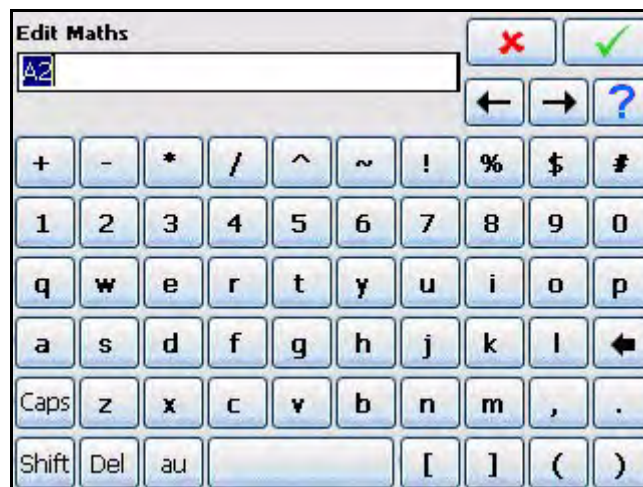 Edit Maths
A2
?
+ - * / ^ ~ ! % $ #
1 2 3 4 5 6 7 8 9 0
q w e r t y u i o p
a s d f g h j k l
Caps z x c v b n m , .
Shift Del au [ ] ( )